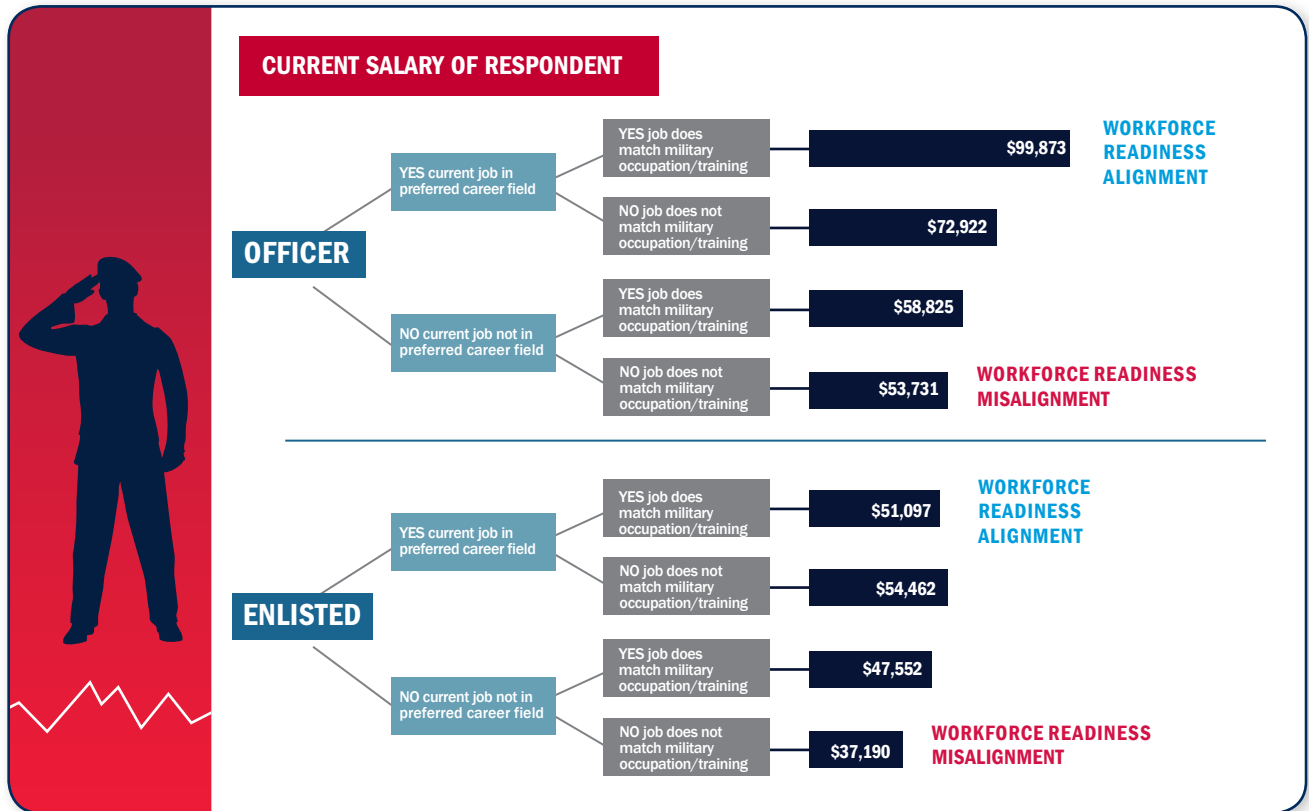 CURRENT SALARY OF RESPONDENT
OFFICER
YES current job in
preferred career field
YES job does
match military
occupation/training
$99,873
WORKFORCE
READINESS
ALIGNMENT
NO job does not
match military
occupation/training
$72,922
NO current job not in
preferred career field
YES job does
match military
occupation/training
$58,825
NO job does not
match military
occupation/training
$53,731
WORKFORCE READINESS
MISALIGNMENT
ENLISTED
YES current job in
preferred career field
YES job does
match military
occupation/training
$51,097
WORKFORCE
READINESS
ALIGNMENT
NO job does not
match military
occupation/training
$54,462
NO current job not in
preferred career field
YES job does
match military
occupation/training
$47,552
NO job does not
match military
occupation/training
$37,190
WORKFORCE READINESS
MISALIGNMENT